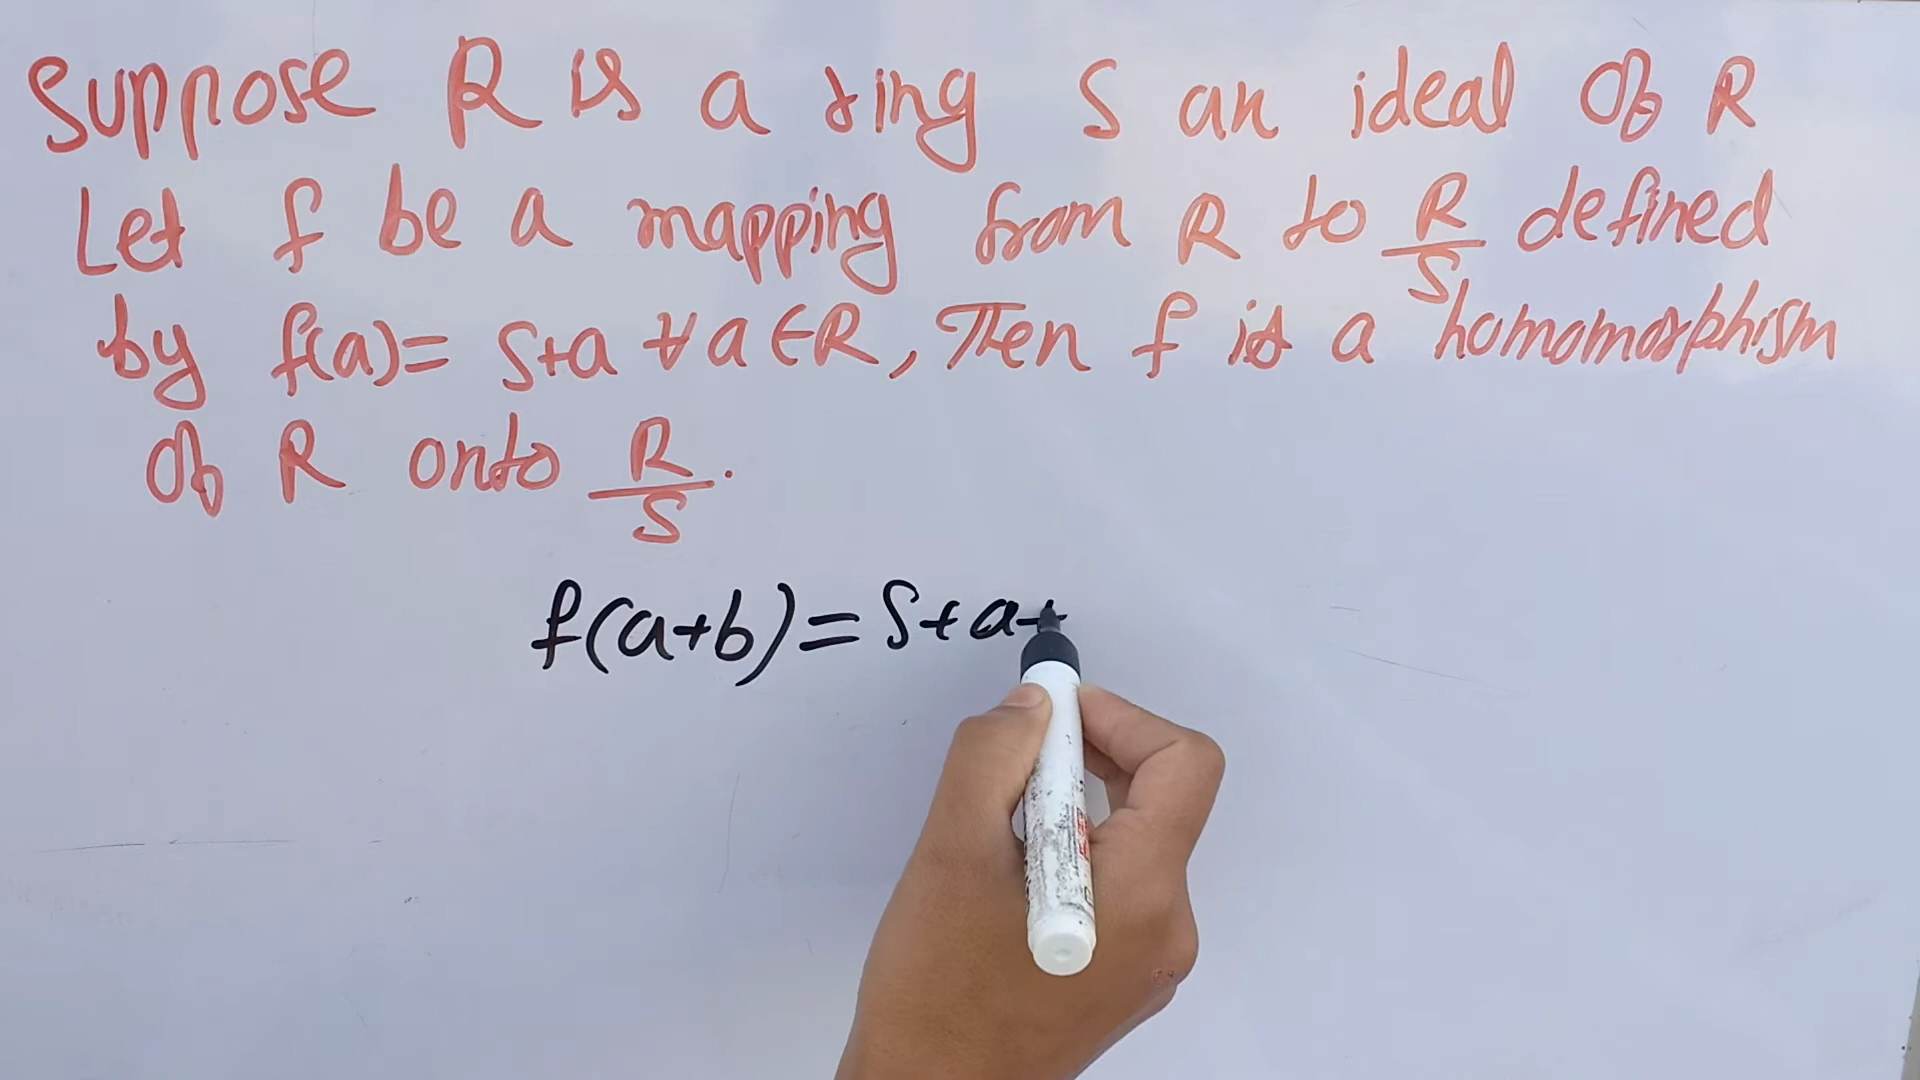 Suppose R is a ring S an ideal of R
Let f be a mapping from R to R/S defined
by f(a)= S+a ∀ a ∈ R, Then f is a homomorphism
of R onto R/S.
f(a+b)= S+a+